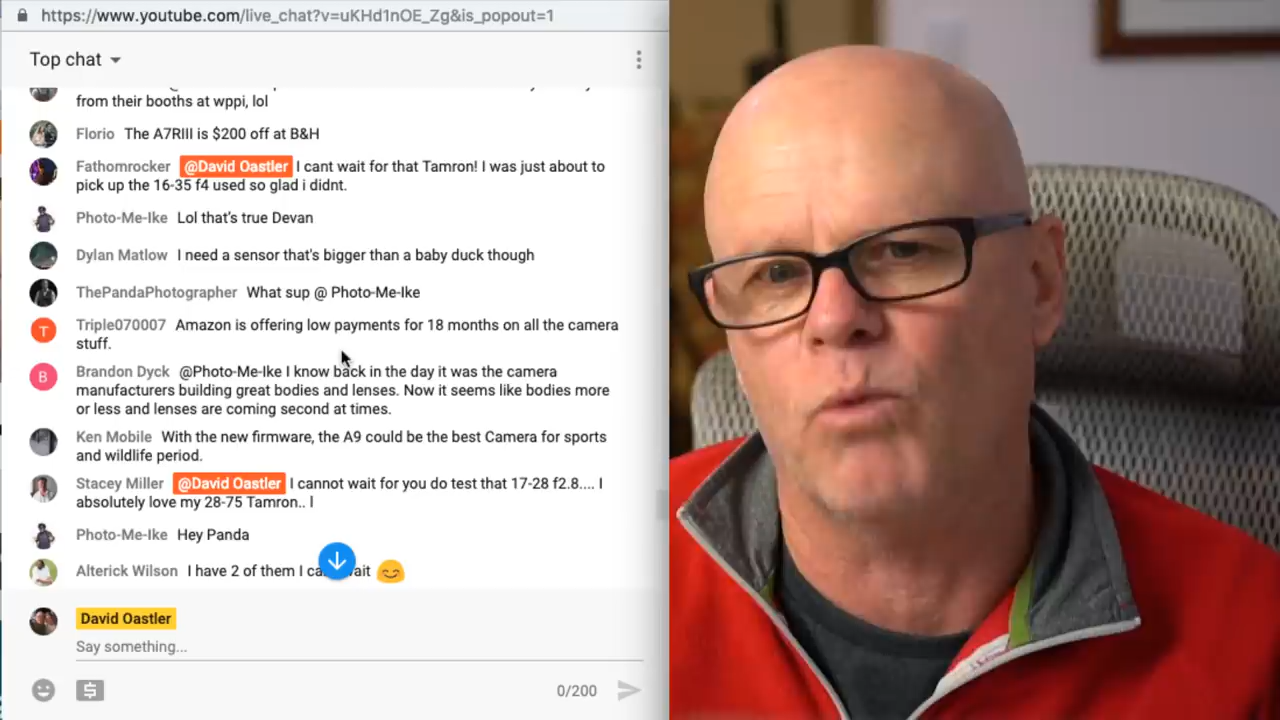 https://www.youtube.com/live_chat?v=uKHd1nOE_Zg&is_popout=1
Top chat
from their booths at wppi, lol
Florio The A7RIII is $200 off at B&H
Fathomrocker @David Oastler I cant wait for that Tamron! I was just about to
pick up the 16-35 f4 used so glad i didnt.
Photo-Me-Ike Lol that's true Devan
Dylan Matlow I need a sensor that's bigger than a baby duck though
ThePandaPhotographer What sup @ Photo-Me-Ike
T Triple070007 Amazon is offering low payments for 18 months on all the camera
stuff.
B Brandon Dyck @Photo-Me-Ike I know back in the day it was the camera
manufacturers building great bodies and lenses. Now it seems like bodies more
or less and lenses are coming second at times.
Ken Mobile With the new firmware, the A9 could be the best Camera for sports
and wildlife period.
Stacey Miller @David Oastler I cannot wait for you do test that 17-28 f2.8.... I
absolutely love my 28-75 Tamron.. I
Photo-Me-Ike Hey Panda
Alterick Wilson I have 2 of them I
David Oastler
Say something...
0/200